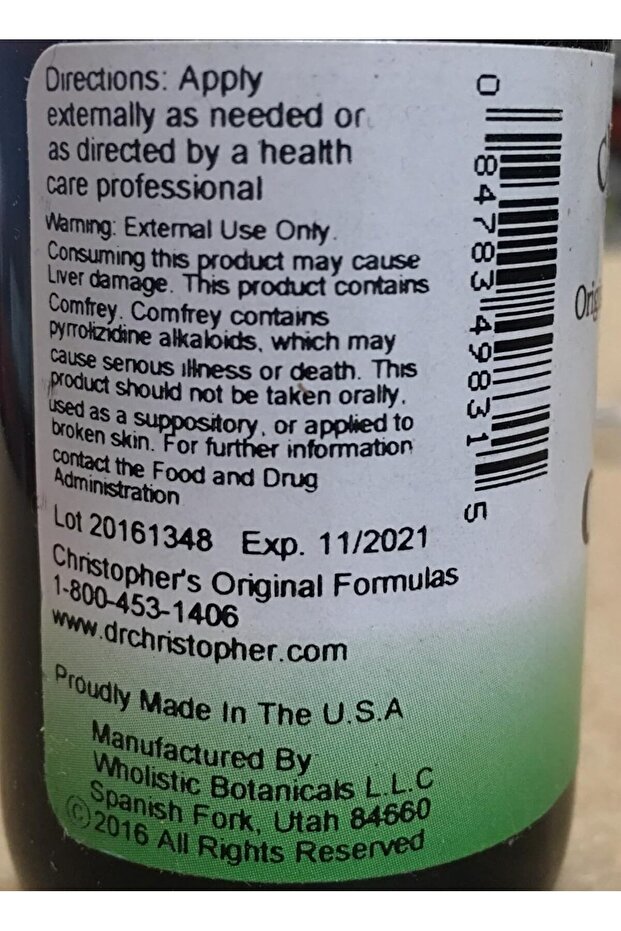 Directions: Apply
externally as needed or
as directed by a health
care professional
Warning: External Use Only.
Consuming this product may cause
Liver damage. This product contains
Comfrey. Comfrey contains
pyrrolizidine alkaloids, which may
cause serious illness or death. This
product should not be taken orally,
used as a suppository, or applied to
broken skin. For further information
contact the Food and Drug
Administration
Lot 20161348 Exp. 11/2021
Christopher's Original Formulas
1-800-453-1406
www.drchristopher.com
Proudly Made In The U.S.A
Manufactured By
Wholistic Botanicals L.L.C
Spanish Fork, Utah 84660
©2016 All Rights Reserved
0 84783 49831 5